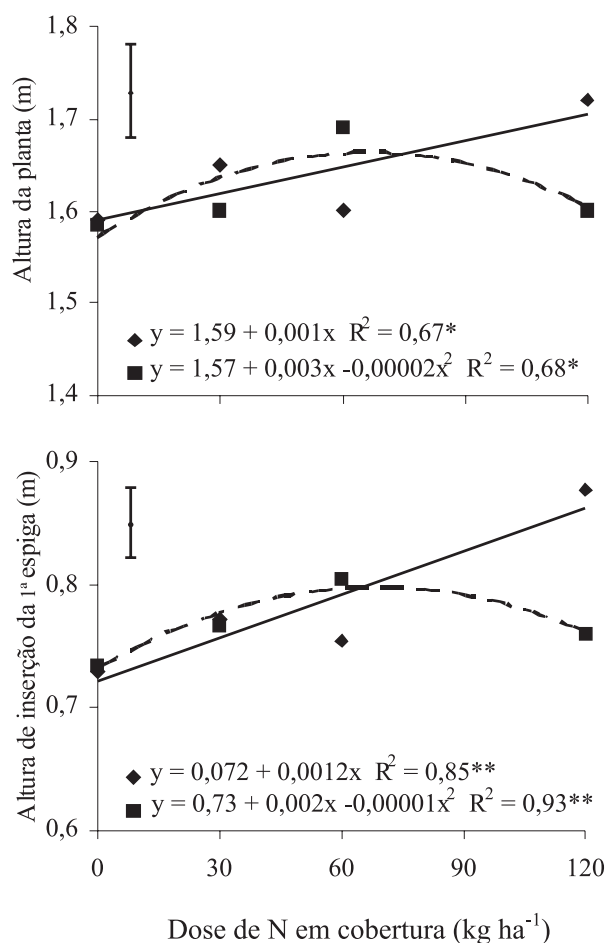 1,8
1,7
1,6
1,5
1,4
Altura da planta (m)
y = 1,59 + 0,001x R² = 0,67*
y = 1,57 + 0,003x -0,00002x² R² = 0,68*
0,9
0,8
0,7
0,6
Altura de inserção da 1ª espiga (m)
y = 0,072 + 0,0012x R² = 0,85**
y = 0,73 + 0,002x -0,00001x² R² = 0,93**
0 30 60 90 120
Dose de N em cobertura (kg ha⁻¹)